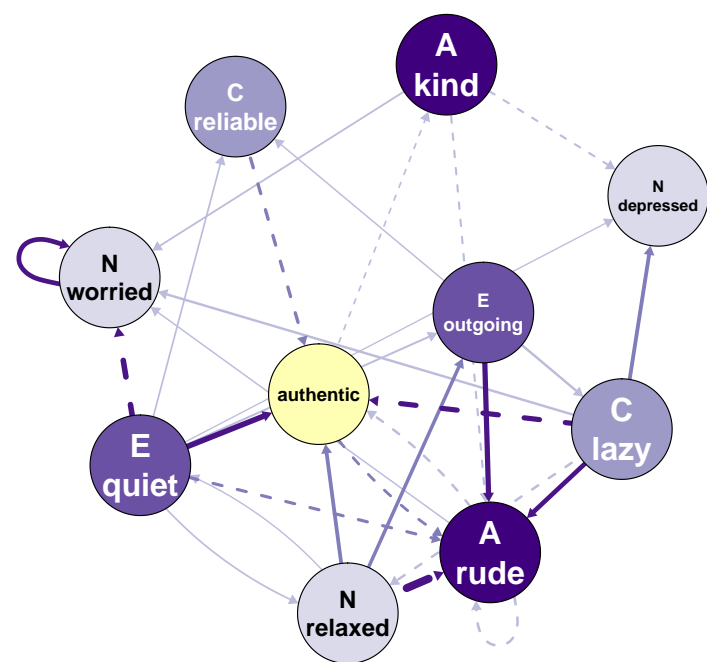 A
kind
C
reliable
N
depressed
N
worried
E
outgoing
authentic
C
lazy
E
quiet
A
rude
N
relaxed